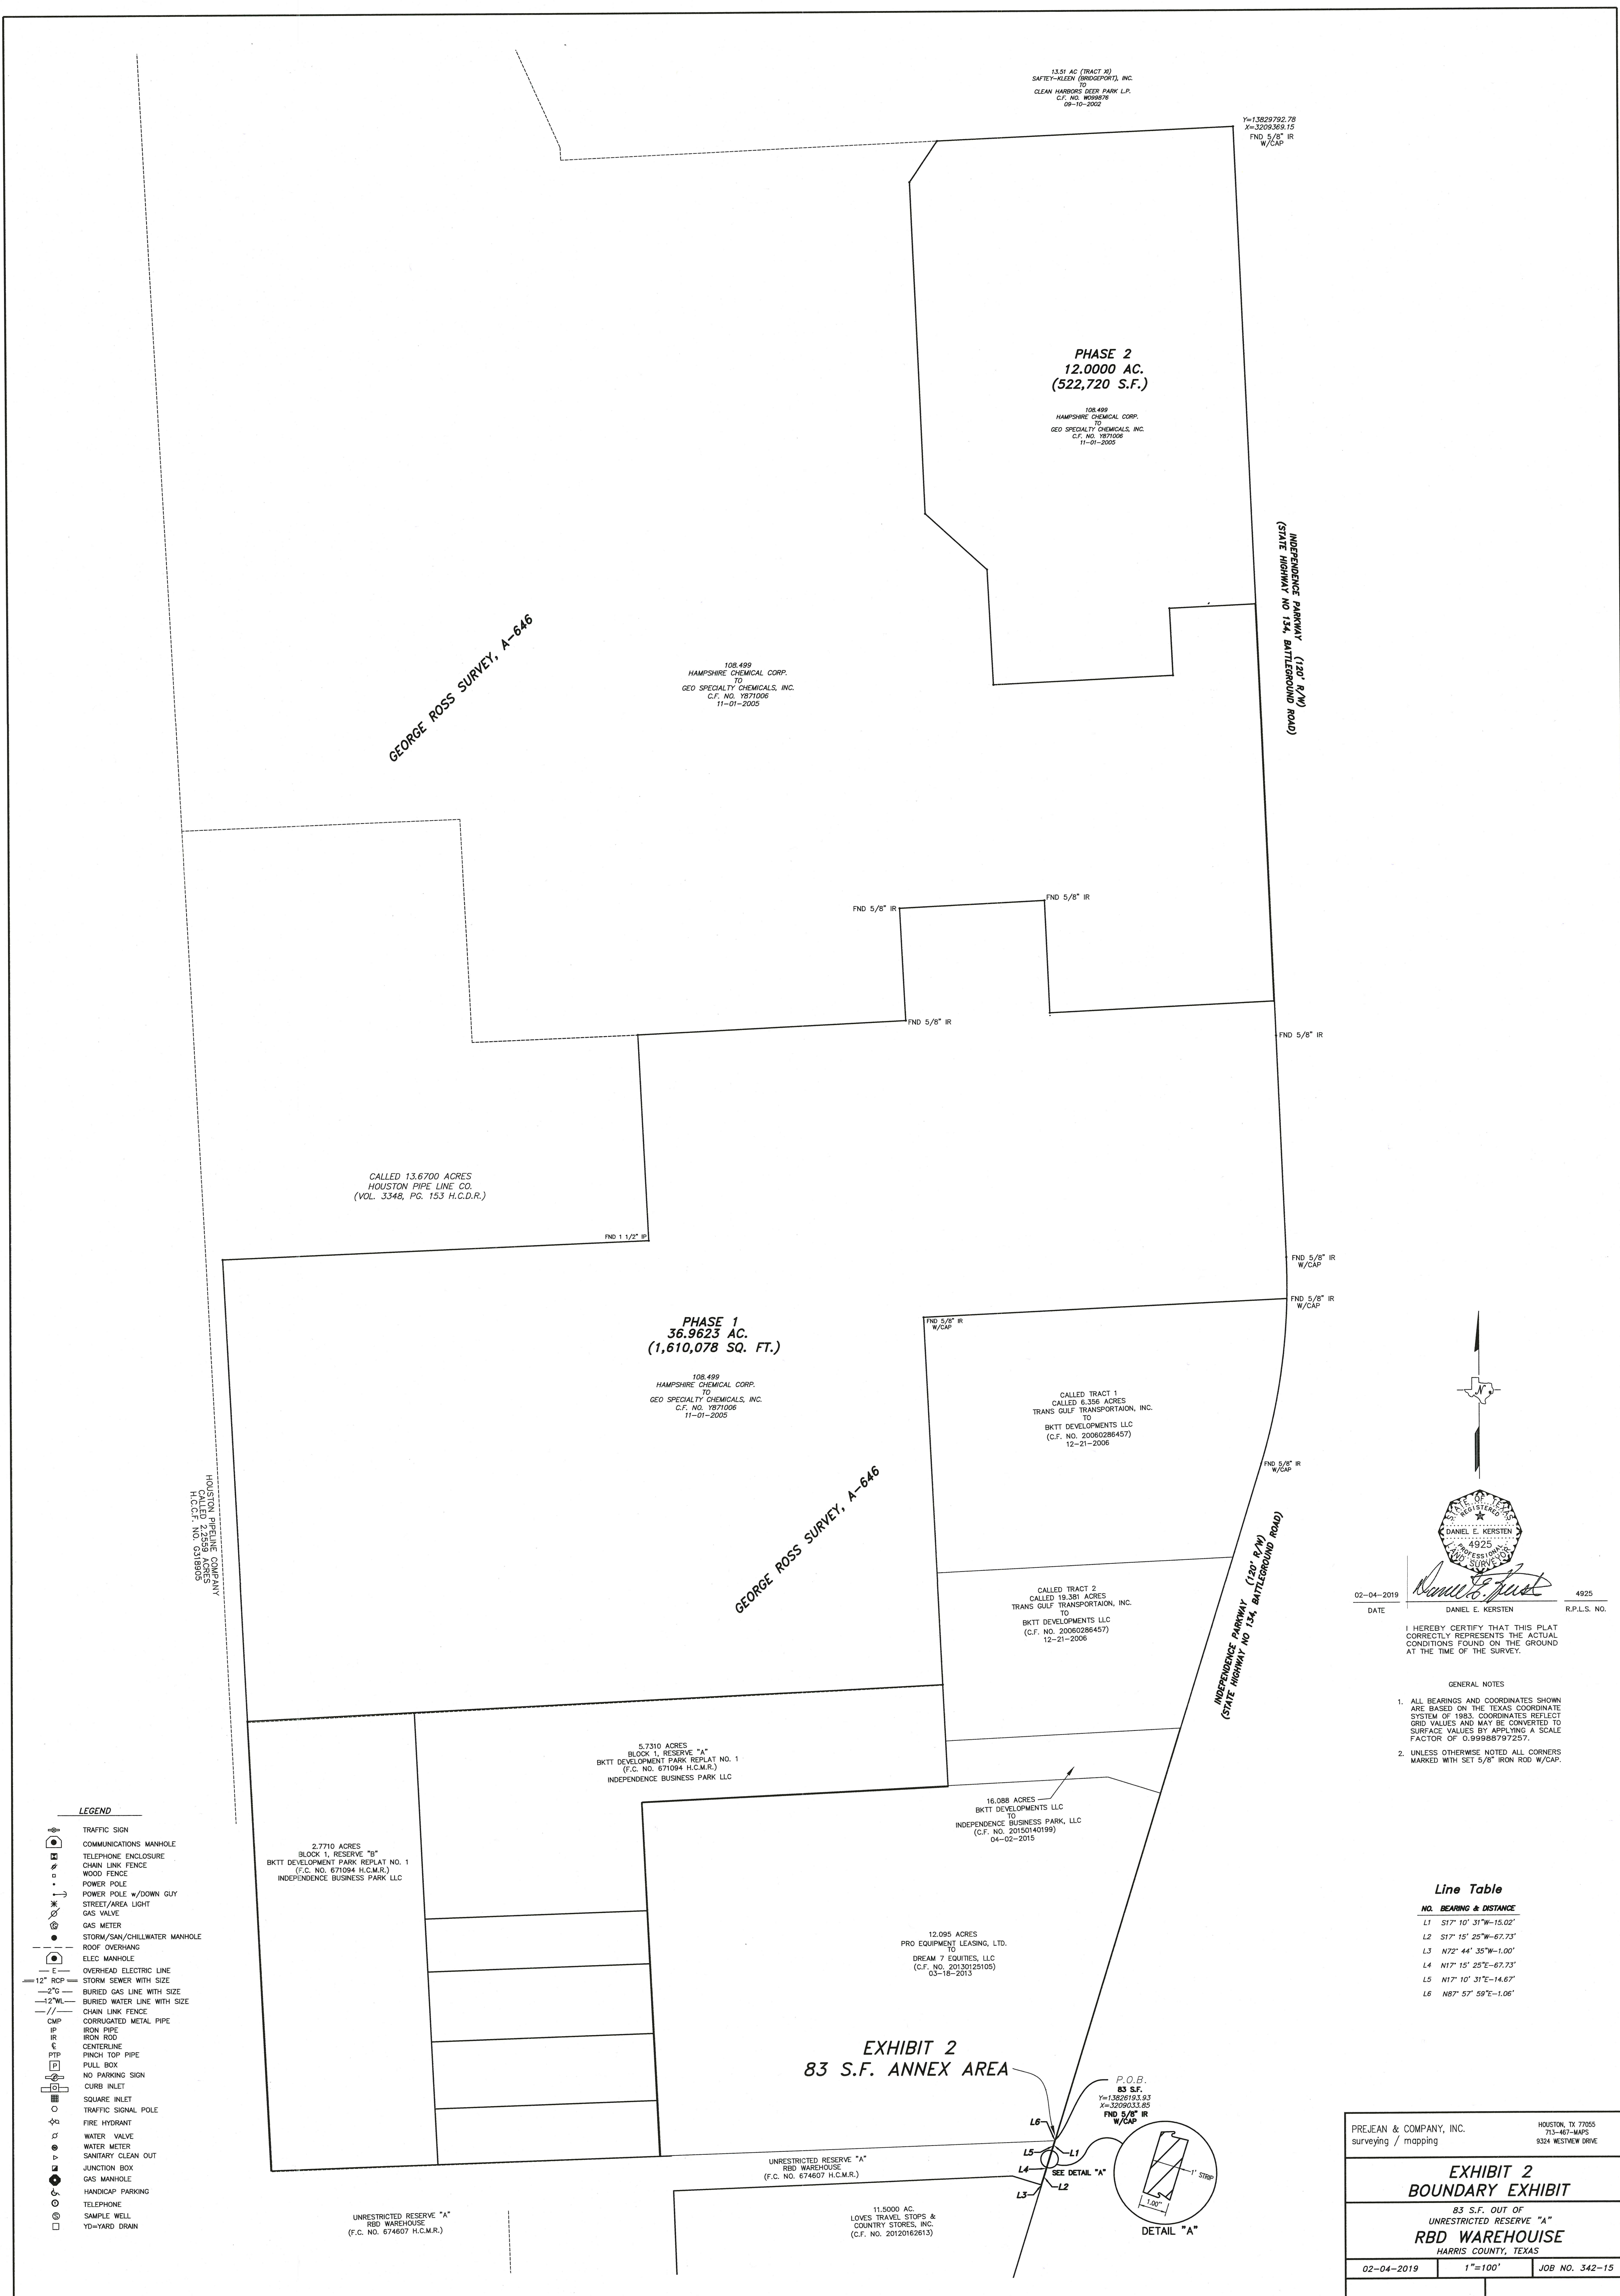 13.51 AC (TRACT XI)
SAFTEY-KLEEN (BRIDGEPORT), INC.
TO
CLEAN HARBORS DEER PARK L.P.
C.F. NO. W099876
09-10-2002
Y=13829792.78
X=3209369.15
FND 5/8" IR
W/CAP
PHASE 2
12.0000 AC.
(522,720 S.F.)
108.499
HAMPSHIRE CHEMICAL CORP.
TO
GEO SPECIALTY CHEMICALS, INC.
C.F. NO. Y871006
11-01-2005
INDEPENDENCE PARKWAY (120' R/W)
(STATE HIGHWAY NO 134, BATTLEGROUND ROAD)
GEORGE ROSS SURVEY, A-646
108.499
HAMPSHIRE CHEMICAL CORP.
TO
GEO SPECIALTY CHEMICALS, INC.
C.F. NO. Y871006
11-01-2005
FND 5/8" IR
FND 5/8" IR
FND 5/8" IR
FND 5/8" IR
CALLED 13.6700 ACRES
HOUSTON PIPE LINE CO.
(VOL. 3348, PG. 153 H.C.D.R.)
FND 1 1/2" IP
FND 5/8" IR
W/CAP
FND 5/8" IR
W/CAP
FND 5/8" IR
W/CAP
PHASE 1
36.9623 AC.
(1,610,078 SQ. FT.)
108.499
HAMPSHIRE CHEMICAL CORP.
TO
GEO SPECIALTY CHEMICALS, INC.
C.F. NO. Y871006
11-01-2005
CALLED TRACT 1
CALLED 6.356 ACRES
TRANS GULF TRANSPORTAION, INC.
TO
BKTT DEVELOPMENTS LLC
(C.F. NO. 20060286457)
12-21-2006
FND 5/8" IR
W/CAP
HOUSTON PIPELINE COMPANY
CALLED 2.2559 ACRES
H.C.C.F. NO. G318905
GEORGE ROSS SURVEY, A-646
INDEPENDENCE PARKWAY (120' R/W)
(STATE HIGHWAY NO 134, BATTLEGROUND ROAD)
CALLED TRACT 2
CALLED 19.381 ACRES
TRANS GULF TRANSPORTAION, INC.
TO
BKTT DEVELOPMENTS LLC
(C.F. NO. 20060286457)
12-21-2006
N
STATE OF TEXAS
REGISTERED
DANIEL E. KERSTEN
4925
PROFESSIONAL
LAND SURVEYOR
02-04-2019
4925
DATE
DANIEL E. KERSTEN
R.P.L.S. NO.
I HEREBY CERTIFY THAT THIS PLAT
CORRECTLY REPRESENTS THE ACTUAL
CONDITIONS FOUND ON THE GROUND
AT THE TIME OF THE SURVEY.
GENERAL NOTES
1. ALL BEARINGS AND COORDINATES SHOWN
ARE BASED ON THE TEXAS COORDINATE
SYSTEM OF 1983. COORDINATES REFLECT
GRID VALUES AND MAY BE CONVERTED TO
SURFACE VALUES BY APPLYING A SCALE
FACTOR OF 0.99988797257.
2. UNLESS OTHERWISE NOTED ALL CORNERS
MARKED WITH SET 5/8" IRON ROD W/CAP.
5.7310 ACRES
BLOCK 1, RESERVE "A"
BKTT DEVELOPMENT PARK REPLAT NO. 1
(F.C. NO. 671094 H.C.M.R.)
INDEPENDENCE BUSINESS PARK LLC
16.088 ACRES
BKTT DEVELOPMENTS LLC
TO
INDEPENDENCE BUSINESS PARK, LLC
(C.F. NO. 20150140199)
04-02-2015
2.7710 ACRES
BLOCK 1, RESERVE "B"
BKTT DEVELOPMENT PARK REPLAT NO. 1
(F.C. NO. 671094 H.C.M.R.)
INDEPENDENCE BUSINESS PARK LLC
12.095 ACRES
PRO EQUIPMENT LEASING, LTD.
TO
DREAM 7 EQUITIES, LLC
(C.F. NO. 20130125105)
03-18-2013
LEGEND
TRAFFIC SIGN
COMMUNICATIONS MANHOLE
TELEPHONE ENCLOSURE
CHAIN LINK FENCE
WOOD FENCE
POWER POLE
POWER POLE w/DOWN GUY
STREET/AREA LIGHT
GAS VALVE
GAS METER
STORM/SAN/CHILLWATER MANHOLE
ROOF OVERHANG
ELEC MANHOLE
E OVERHEAD ELECTRIC LINE
12" RCP STORM SEWER WITH SIZE
2"G BURIED GAS LINE WITH SIZE
12"WL BURIED WATER LINE WITH SIZE
// CHAIN LINK FENCE
CMP CORRUGATED METAL PIPE
IP IRON PIPE
IR IRON ROD
℄ CENTERLINE
PTP PINCH TOP PIPE
P PULL BOX
NO PARKING SIGN
CURB INLET
SQUARE INLET
TRAFFIC SIGNAL POLE
FIRE HYDRANT
WATER VALVE
WATER METER
SANITARY CLEAN OUT
JUNCTION BOX
GAS MANHOLE
HANDICAP PARKING
TELEPHONE
SAMPLE WELL
YD=YARD DRAIN
Line Table
NO. BEARING & DISTANCE
L1 S17° 10' 31"W-15.02'
L2 S17° 15' 25"W-67.73'
L3 N72° 44' 35"W-1.00'
L4 N17° 15' 25"E-67.73'
L5 N17° 10' 31"E-14.67'
L6 N87° 57' 59"E-1.06'
EXHIBIT 2
83 S.F. ANNEX AREA
P.O.B.
83 S.F.
Y=13826193.93
X=3209033.85
FND 5/8" IR
W/CAP
L6
L5
L1
L4
L2
L3
SEE DETAIL "A"
1' STRIP
1.00"
DETAIL "A"
UNRESTRICTED RESERVE "A"
RBD WAREHOUSE
(F.C. NO. 674607 H.C.M.R.)
UNRESTRICTED RESERVE "A"
RBD WAREHOUSE
(F.C. NO. 674607 H.C.M.R.)
11.5000 AC.
LOVES TRAVEL STOPS &
COUNTRY STORES, INC.
(C.F. NO. 20120162613)
PREJEAN & COMPANY, INC.
surveying / mapping
HOUSTON, TX 77055
713-467-MAPS
9324 WESTVIEW DRIVE
EXHIBIT 2
BOUNDARY EXHIBIT
83 S.F. OUT OF
UNRESTRICTED RESERVE "A"
RBD WAREHOUISE
HARRIS COUNTY, TEXAS
02-04-2019
1"=100'
JOB NO. 342-15